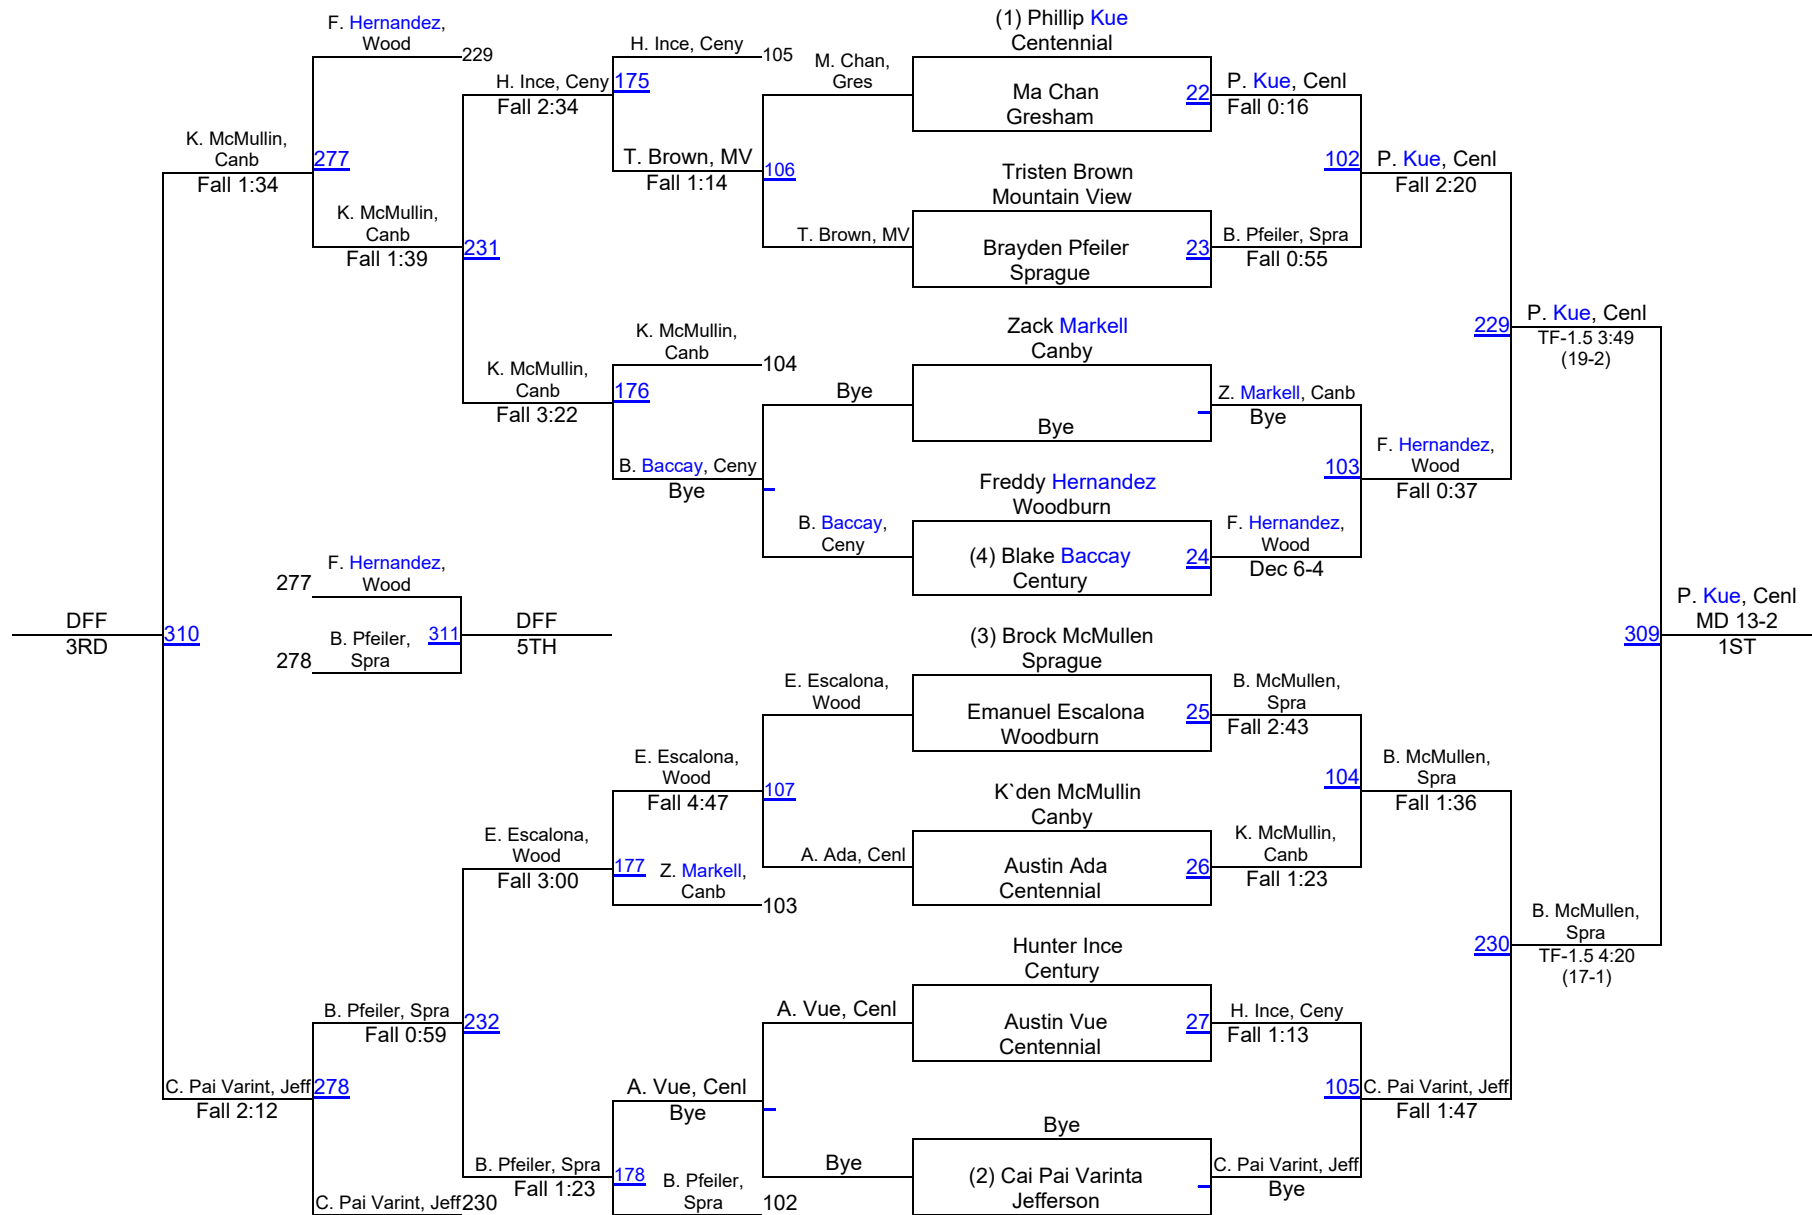 F. Hernandez,
Wood
229
K. McMullin,
Canb
Fall 1:34
277
K. McMullin,
Canb
Fall 1:39
231
H. Ince, Ceny
Fall 2:34
175
H. Ince, Ceny
105
T. Brown, MV
Fall 1:14
106
M. Chan,
Gres
T. Brown, MV
K. McMullin,
Canb
Fall 3:22
176
K. McMullin,
Canb
104
B. Baccay, Ceny
Bye
Bye
B. Baccay,
Ceny
(1) Phillip Kue
Centennial
Ma Chan
Gresham
22
Tristen Brown
Mountain View
Brayden Pfeiler
Sprague
23
Zack Markell
Canby
Bye
Freddy Hernandez
Woodburn
(4) Blake Baccay
Century
24
P. Kue, Cenl
Fall 0:16
102
B. Pfeiler, Spra
Fall 0:55
P. Kue, Cenl
Fall 2:20
Z. Markell, Canb
Bye
103
F. Hernandez,
Wood
Dec 6-4
F. Hernandez,
Wood
Fall 0:37
229
P. Kue, Cenl
TF-1.5 3:49
(19-2)
DFF
3RD
310
277
F. Hernandez,
Wood
278
B. Pfeiler,
Spra
311
DFF
5TH
309
P. Kue, Cenl
MD 13-2
1ST
(3) Brock McMullen
Sprague
Emanuel Escalona
Woodburn
25
K`den McMullin
Canby
Austin Ada
Centennial
26
Hunter Ince
Century
Austin Vue
Centennial
27
Bye
(2) Cai Pai Varinta
Jefferson
E. Escalona,
Wood
A. Ada, Cenl
107
E. Escalona,
Wood
Fall 4:47
177
Z. Markell,
Canb
103
E. Escalona,
Wood
Fall 3:00
232
B. Pfeiler, Spra
Fall 0:59
278
C. Pai Varint, Jeff
Fall 2:12
C. Pai Varint, Jeff
230
B. Pfeiler, Spra
Fall 1:23
178
B. Pfeiler,
Spra
102
A. Vue, Cenl
Bye
A. Vue, Cenl
Bye
B. McMullen,
Spra
Fall 2:43
104
K. McMullin,
Canb
Fall 1:23
B. McMullen,
Spra
Fall 1:36
H. Ince, Ceny
Fall 1:13
105
C. Pai Varint, Jeff
Bye
C. Pai Varint, Jeff
Fall 1:47
230
B. McMullen,
Spra
TF-1.5 4:20
(17-1)